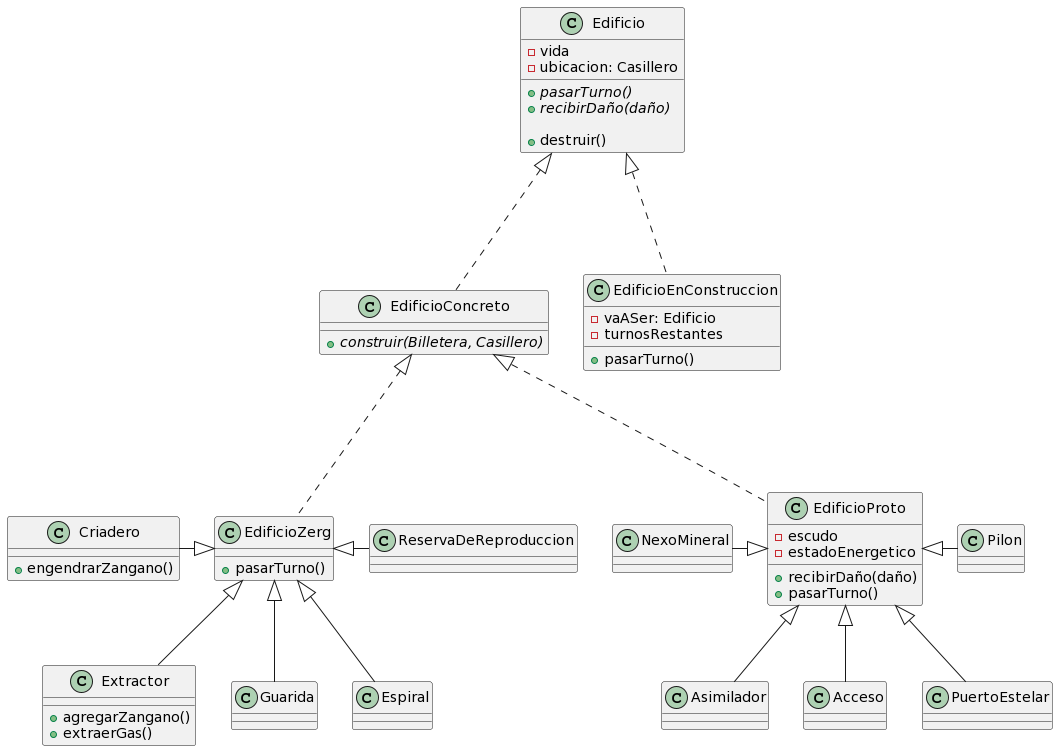 C Edificio
vida
ubicacion: Casillero
pasarTurno()
recibirDaño(daño)
destruir()
C EdificioConcreto
construir(Billetera, Casillero)
C EdificioEnConstruccion
vaASer: Edificio
turnosRestantes
pasarTurno()
C Criadero
engendrarZangano()
C EdificioZerg
pasarTurno()
C ReservaDeReproduccion
C NexoMineral
C EdificioProto
escudo
estadoEnergetico
recibirDaño(daño)
pasarTurno()
C Pilon
C Extractor
agregarZangano()
extraerGas()
C Guarida
C Espiral
C Asimilador
C Acceso
C PuertoEstelar